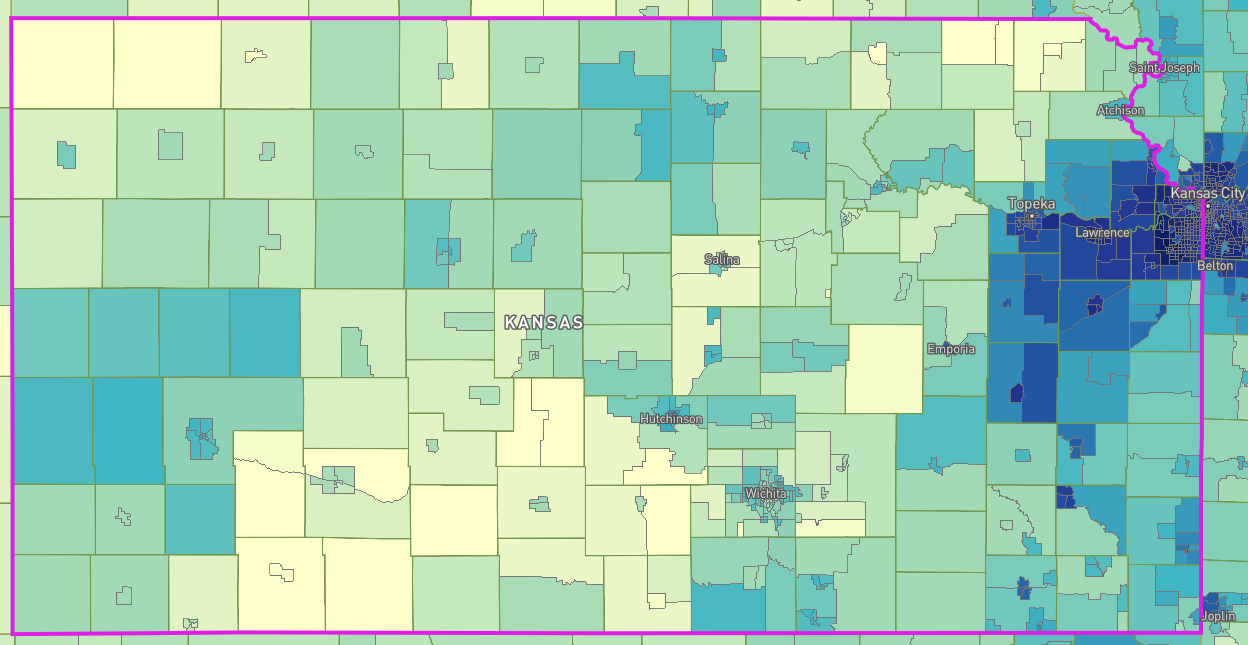 Saint Joseph
Atchison
Kansas City
Topeka
Lawrence
Salina
Belton
KANSAS
Emporia
Hutchinson
Wichita
Joplin